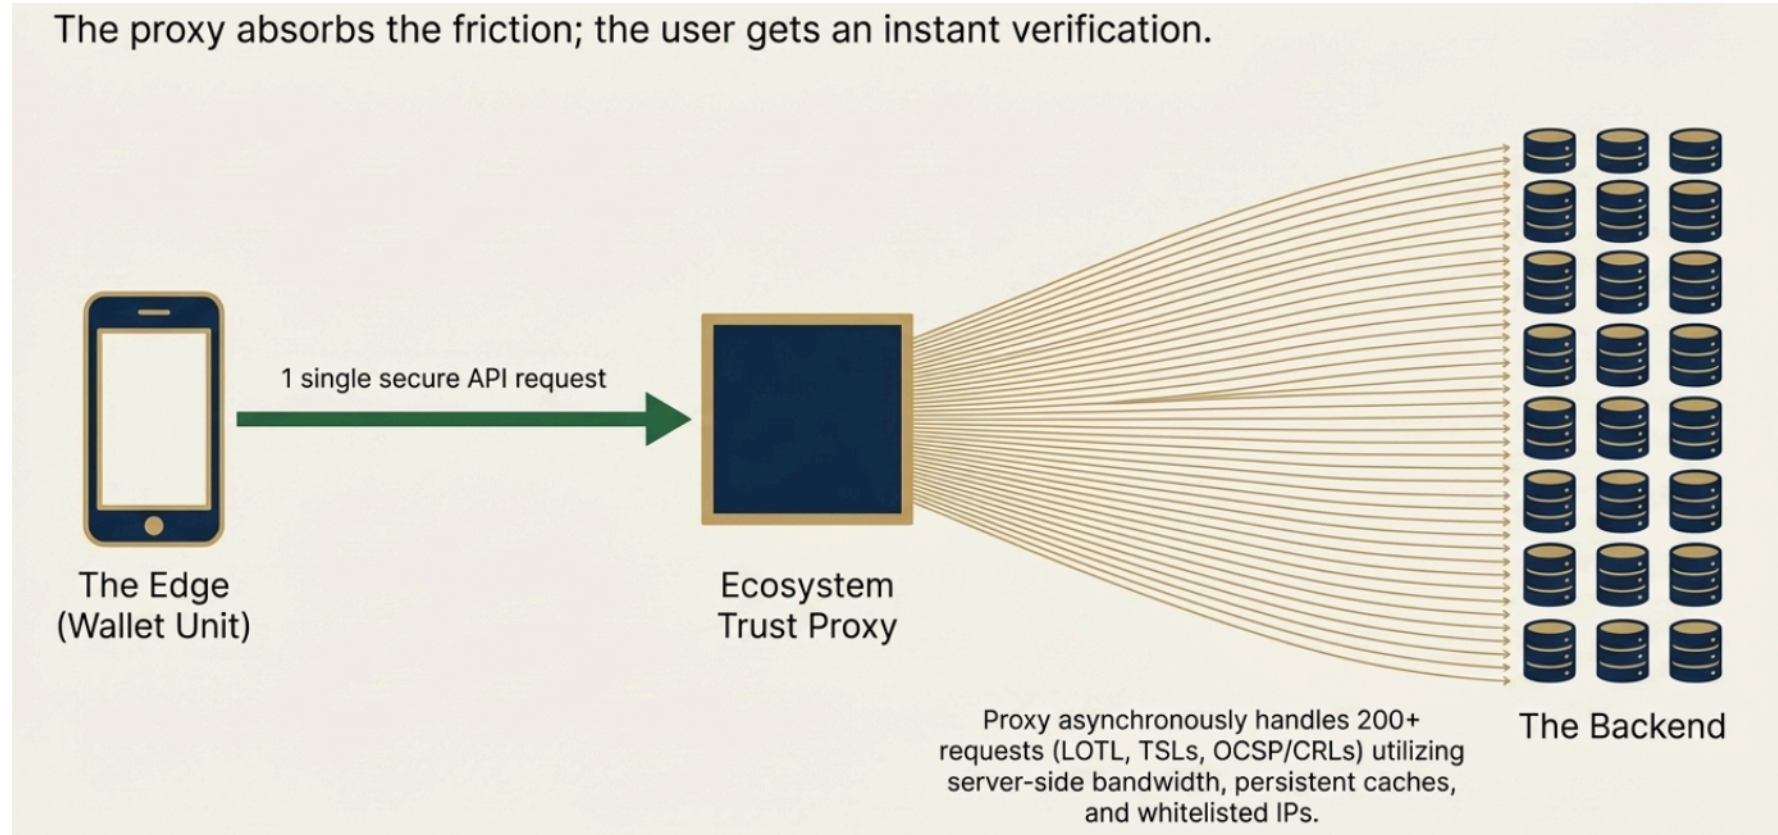 The proxy absorbs the friction; the user gets an instant verification.
1 single secure API request
The Edge
(Wallet Unit)
Ecosystem
Trust Proxy
Proxy asynchronously handles 200+
requests (LOTL, TSLs, OCSP/CRLs) utilizing
server-side bandwidth, persistent caches,
and whitelisted IPs.
The Backend